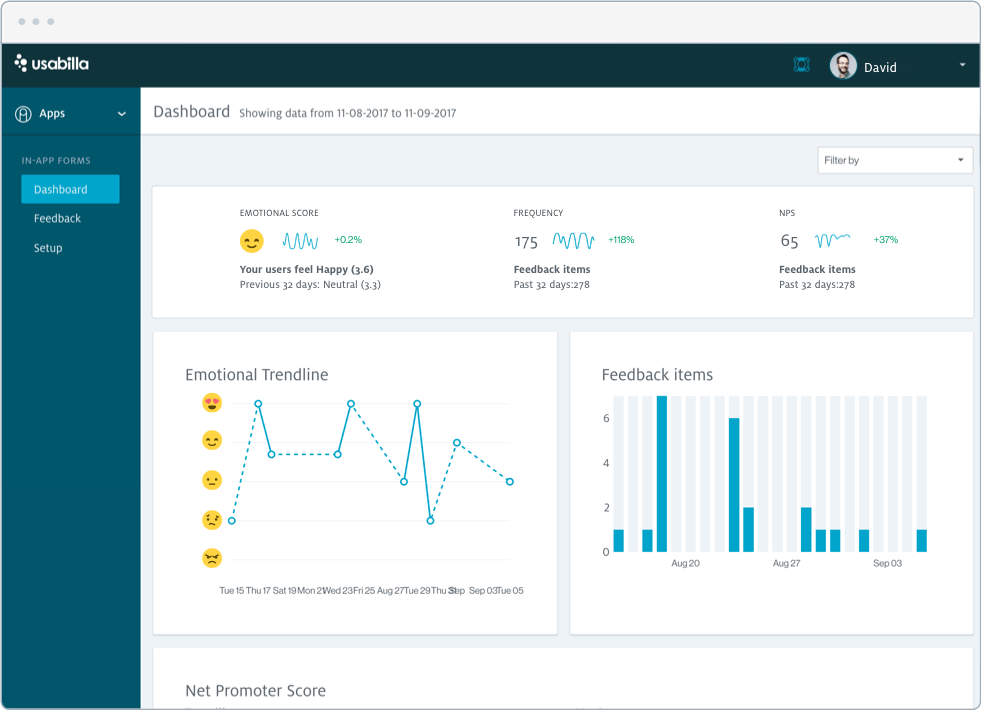 usabilla
David
Apps
Dashboard Showing data from 11-08-2017 to 11-09-2017
IN-APP FORMS
Dashboard
Feedback
Setup
Filter by
EMOTIONAL SCORE
+0.2%
Your users feel Happy (3.6)
Previous 32 days: Neutral (3.3)
FREQUENCY
175 +118%
Feedback items
Past 32 days:278
NPS
65 +37%
Feedback items
Past 32 days:278
Emotional Trendline
Tue 15 Thu 17 Sat 19 Mon 21 Wed 23 Fri 25 Aug 27 Tue 29 Thu 31 Sep Sep 03 Tue 05
Feedback items
6
4
2
0
Aug 20 Aug 27 Sep 03
Net Promoter Score